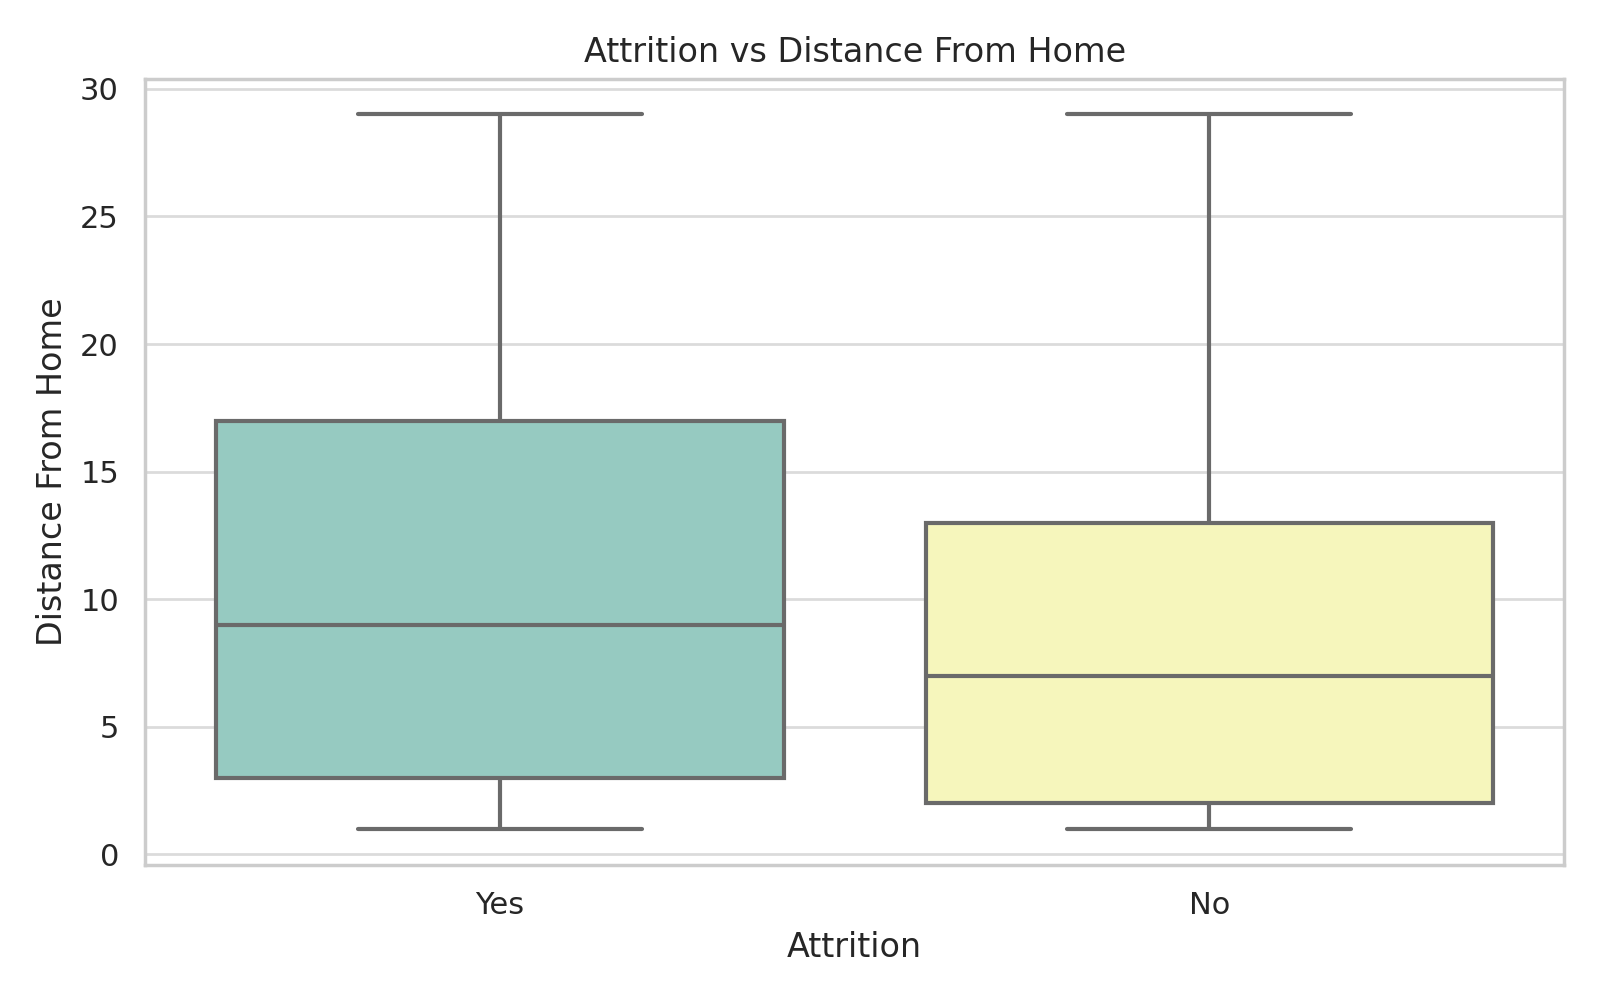 Attrition vs Distance From Home
30
25
20
15
10
5
0
Distance From Home
Yes
No
Attrition